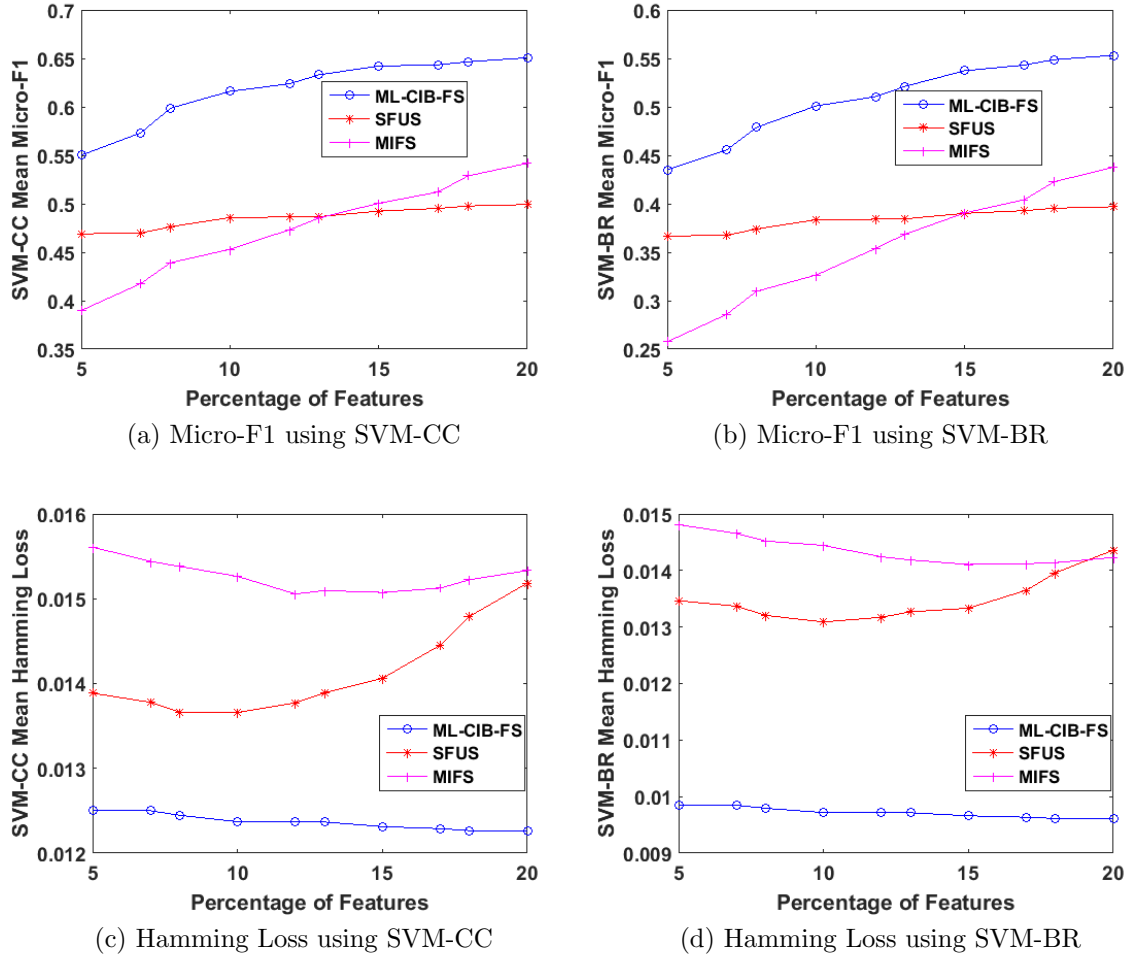 0.7
0.65
0.6
0.55
0.5
0.45
0.4
0.35
SVM-CC Mean Micro-F1
ML-CIB-FS
SFUS
MIFS
5
10
15
20
Percentage of Features
(a) Micro-F1 using SVM-CC
0.6
0.55
0.5
0.45
0.4
0.35
0.3
0.25
SVM-BR Mean Micro-F1
ML-CIB-FS
SFUS
MIFS
5
10
15
20
Percentage of Features
(b) Micro-F1 using SVM-BR
0.016
0.015
0.014
0.013
0.012
SVM-CC Mean Hamming Loss
ML-CIB-FS
SFUS
MIFS
5
10
15
20
Percentage of Features
(c) Hamming Loss using SVM-CC
0.015
0.014
0.013
0.012
0.011
0.01
0.009
SVM-BR Mean Hamming Loss
ML-CIB-FS
SFUS
MIFS
5
10
15
20
Percentage of Features
(d) Hamming Loss using SVM-BR